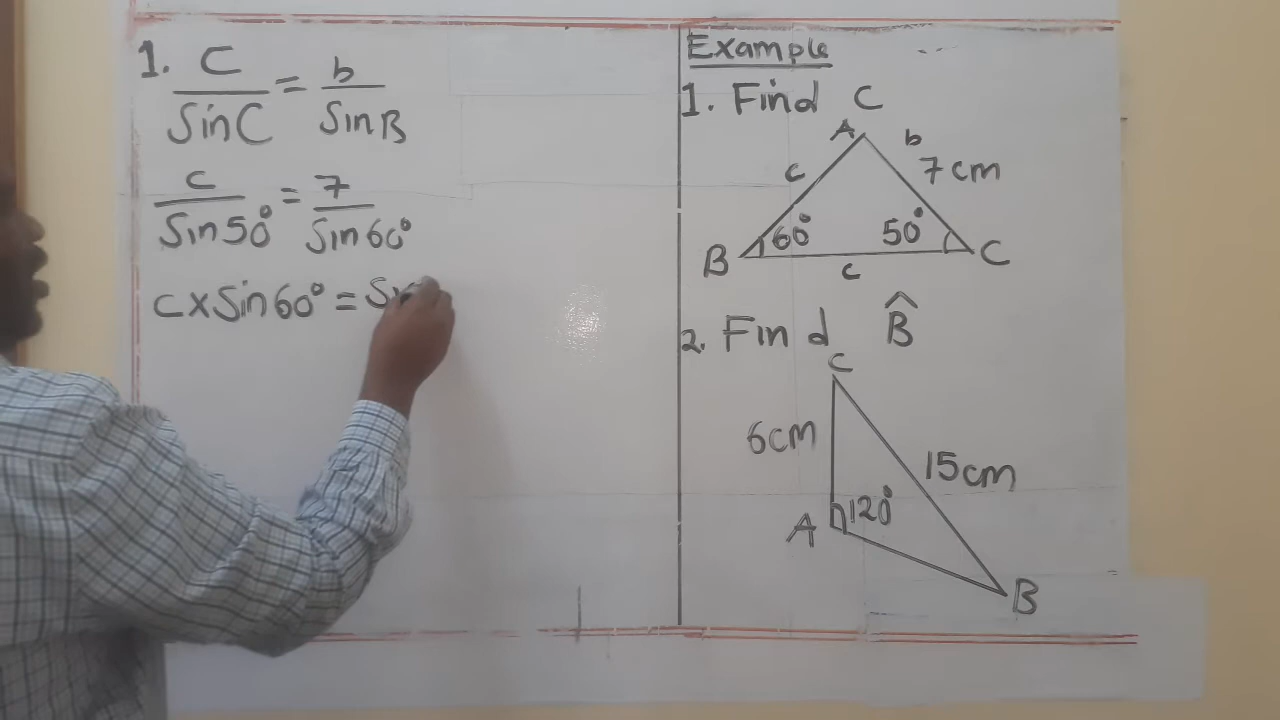 1. C/SinC = b/SinB
c/Sin50° = 7/Sin60°
C x Sin60° =
Example
1. Find C
A
b
c
7cm
60°
50°
B
C
c
2. Find B̂
C
6cm
15cm
A
120°
B